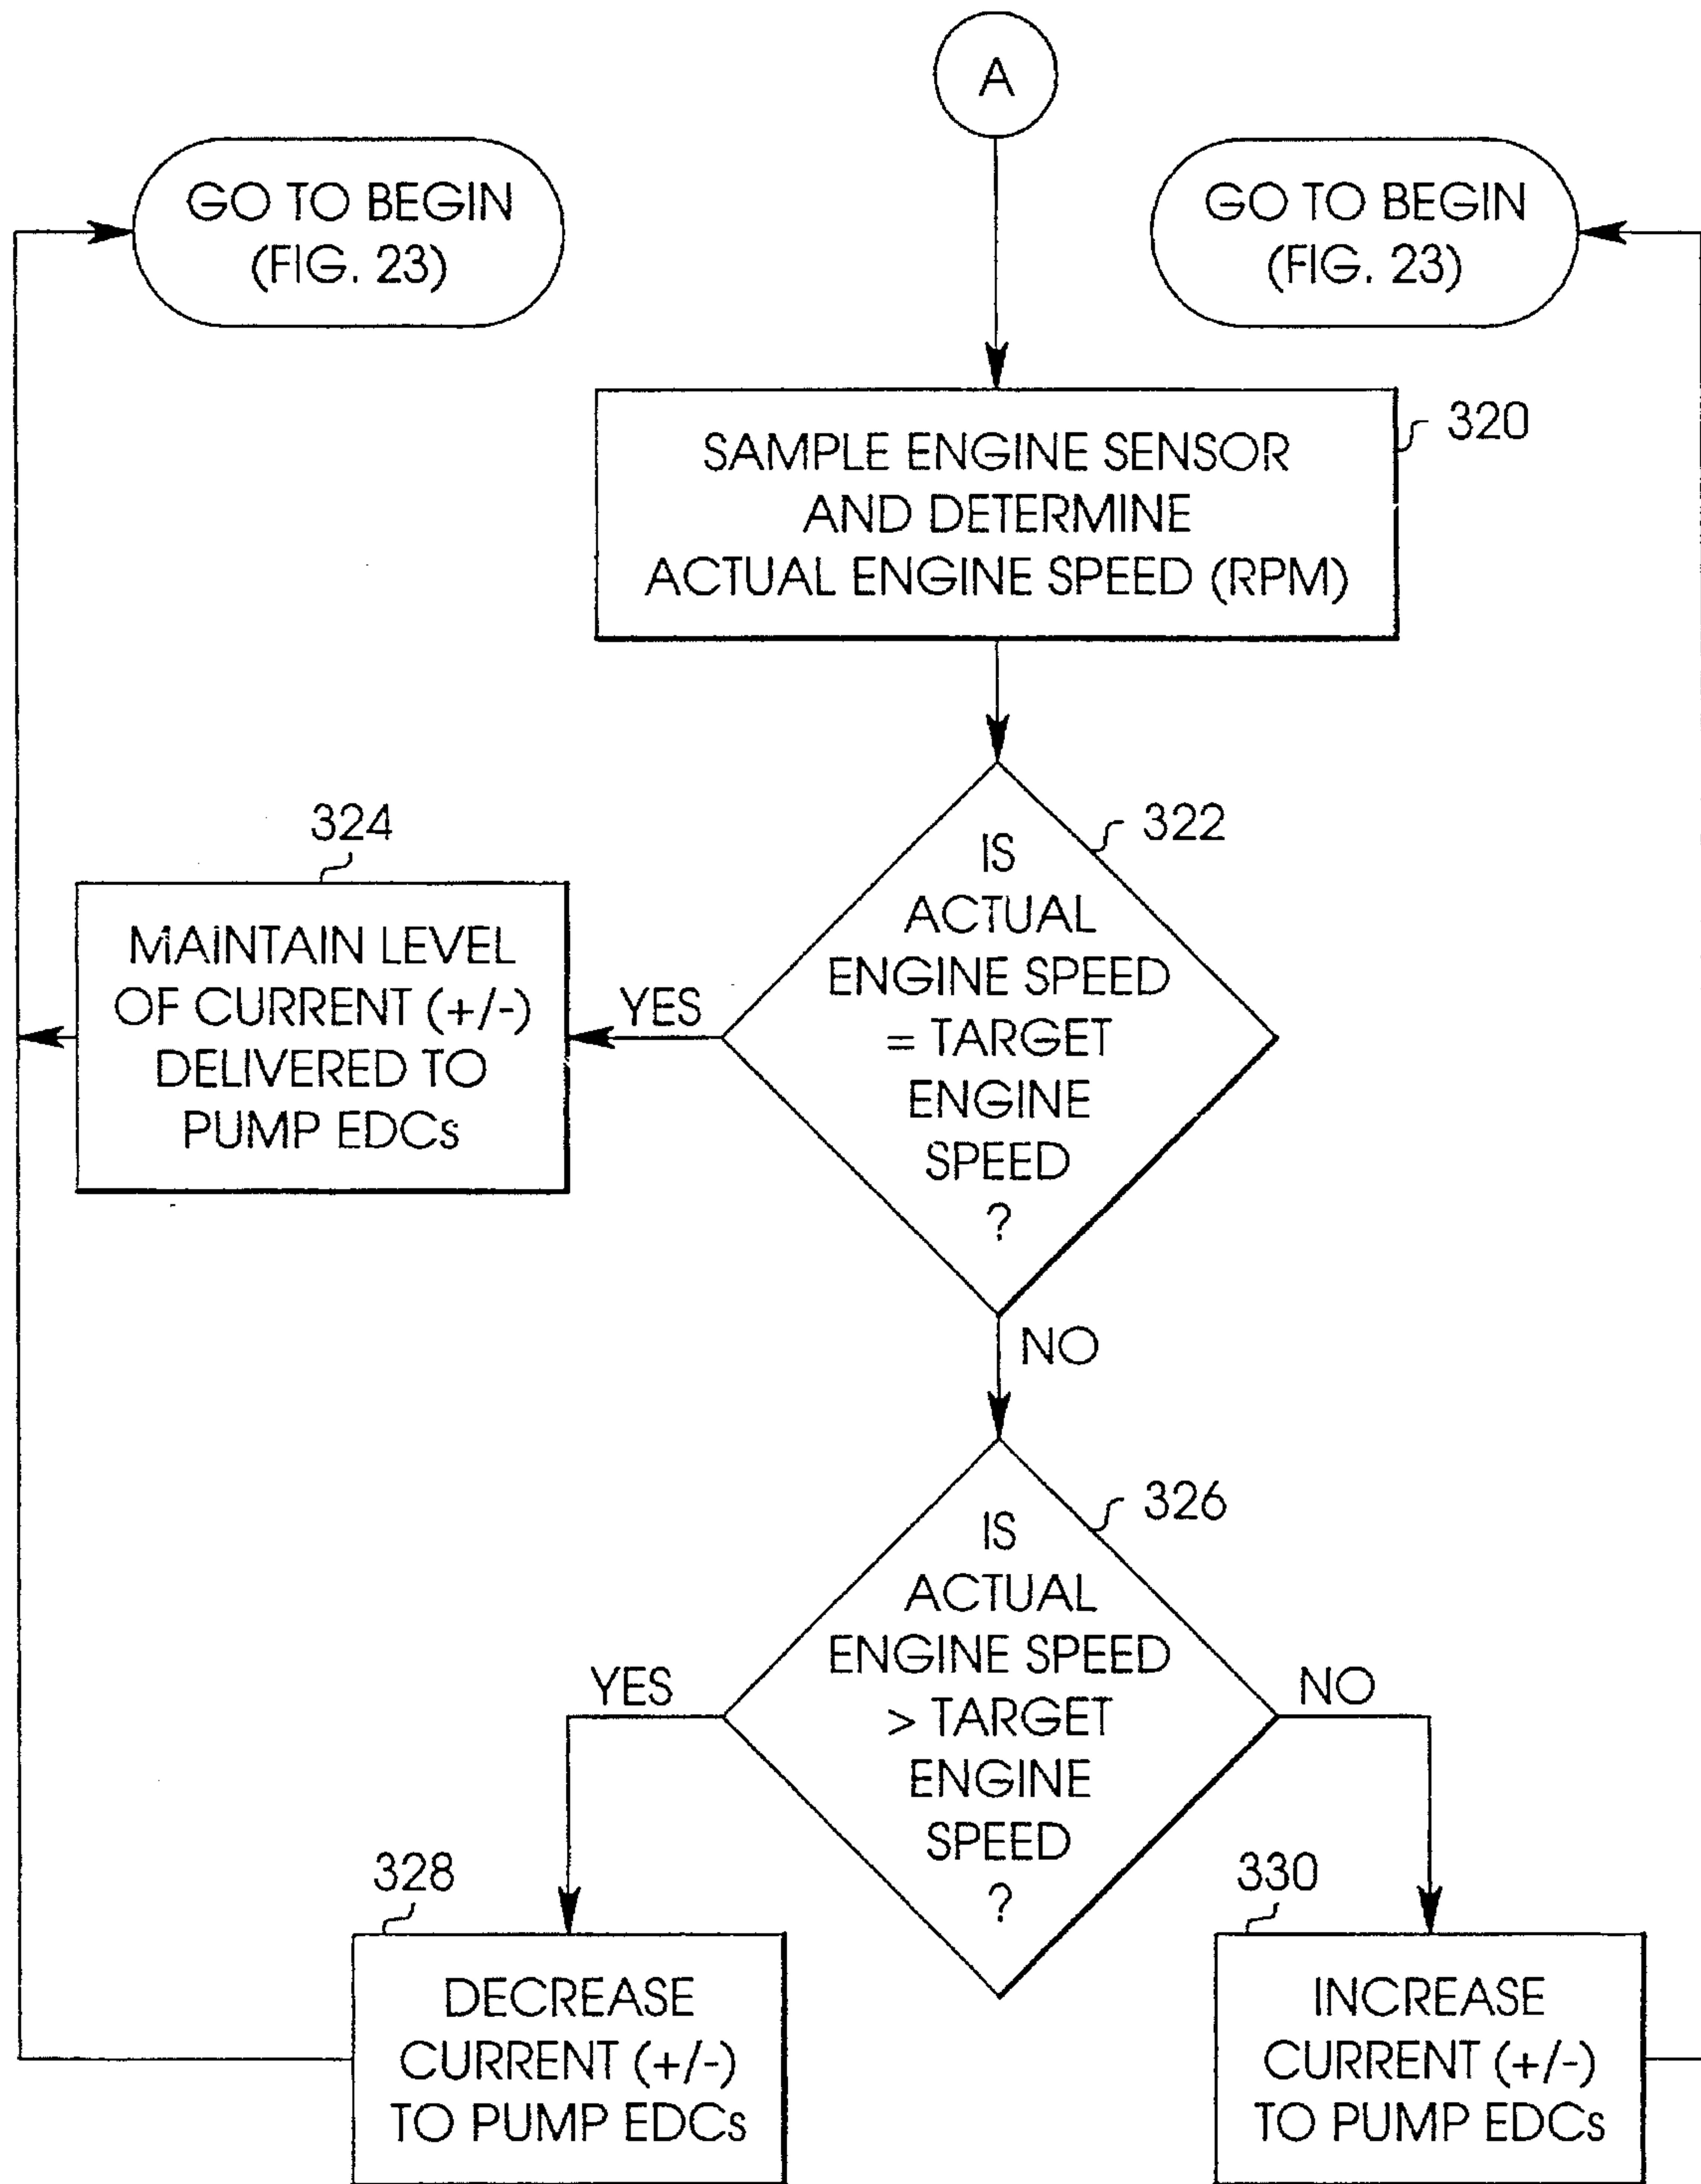 A
GO TO BEGIN
(FIG. 23)
GO TO BEGIN
(FIG. 23)
SAMPLE ENGINE SENSOR
AND DETERMINE
ACTUAL ENGINE SPEED (RPM)
320
324
MAINTAIN LEVEL
OF CURRENT (+/-)
DELIVERED TO
PUMP EDCs
YES
322
IS
ACTUAL
ENGINE SPEED
= TARGET
ENGINE
SPEED
?
NO
326
IS
ACTUAL
ENGINE SPEED
> TARGET
ENGINE
SPEED
?
YES
NO
328
DECREASE
CURRENT (+/-)
TO PUMP EDCs
330
INCREASE
CURRENT (+/-)
TO PUMP EDCs